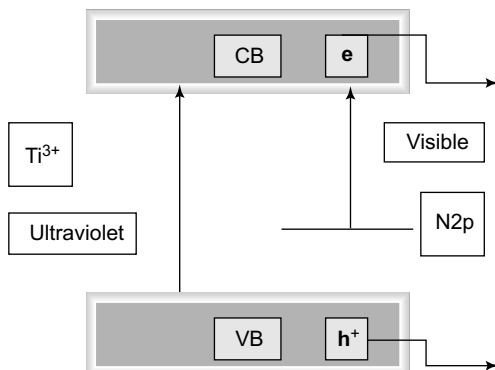 CB
e
Visible
Ti³⁺
N2p
Ultraviolet
VB
h⁺